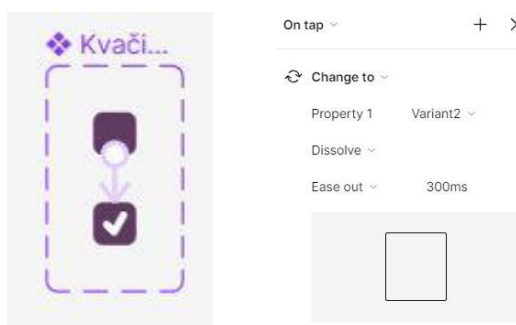 Kvači...
On tap
Change to
Property 1 Variant2
Dissolve
Ease out 300ms